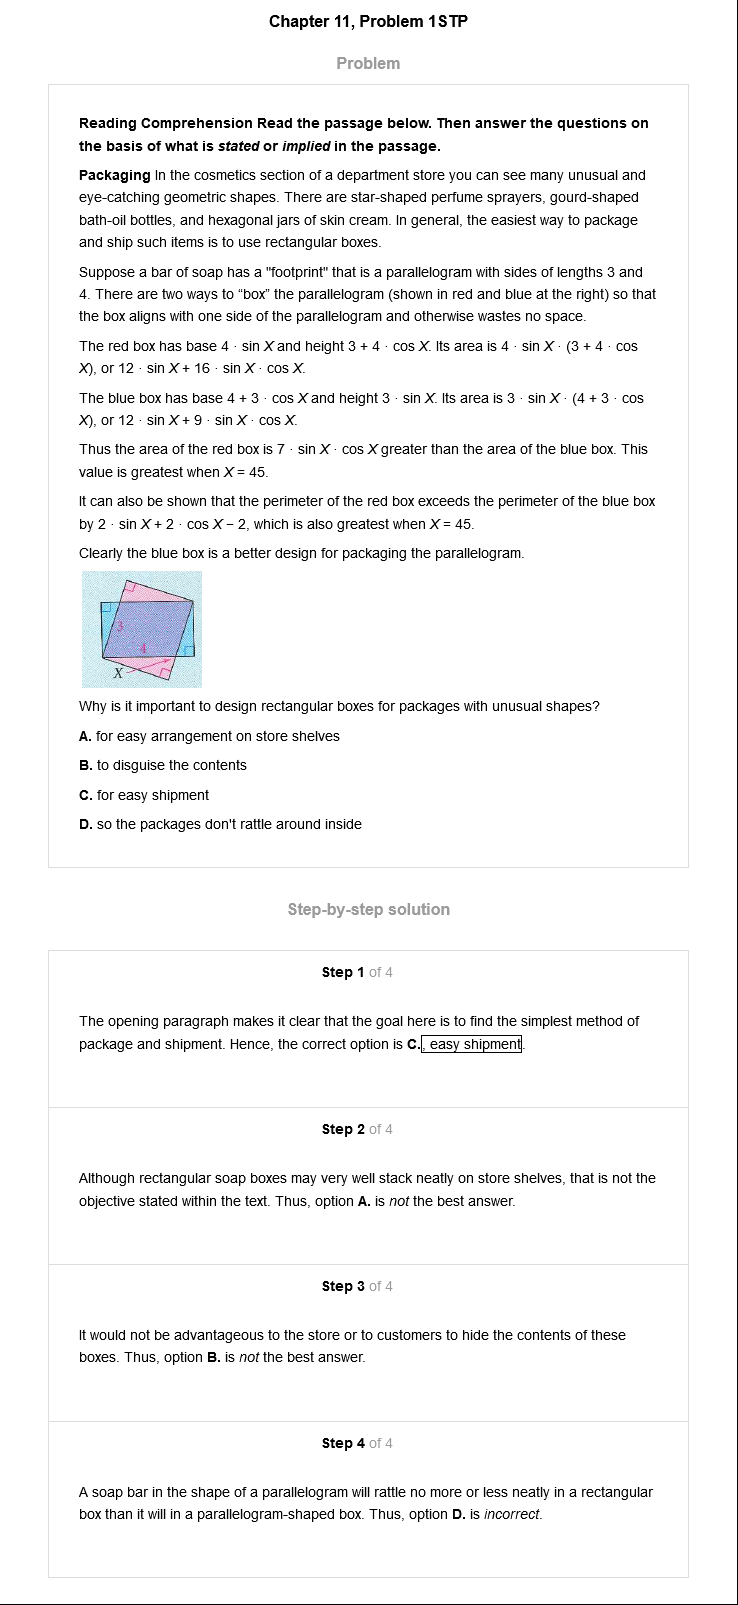 Chapter 11, Problem 1STP
Problem
Reading Comprehension Read the passage below. Then answer the questions on
the basis of what is stated or implied in the passage.
Packaging In the cosmetics section of a department store you can see many unusual and
eye-catching geometric shapes. There are star-shaped perfume sprayers, gourd-shaped
bath-oil bottles, and hexagonal jars of skin cream. In general, the easiest way to package
and ship such items is to use rectangular boxes.
Suppose a bar of soap has a "footprint" that is a parallelogram with sides of lengths 3 and
4. There are two ways to “box” the parallelogram (shown in red and blue at the right) so that
the box aligns with one side of the parallelogram and otherwise wastes no space.
The red box has base 4 · sin X and height 3 + 4 · cos X. Its area is 4 · sin X · (3 + 4 · cos
X), or 12 · sin X + 16 · sin X · cos X.
The blue box has base 4 + 3 · cos X and height 3 · sin X. Its area is 3 · sin X · (4 + 3 · cos
X), or 12 · sin X + 9 · sin X · cos X.
Thus the area of the red box is 7 · sin X · cos X greater than the area of the blue box. This
value is greatest when X = 45.
It can also be shown that the perimeter of the red box exceeds the perimeter of the blue box
by 2 · sin X + 2 · cos X − 2, which is also greatest when X = 45.
Clearly the blue box is a better design for packaging the parallelogram.
3
4
X
Why is it important to design rectangular boxes for packages with unusual shapes?
A. for easy arrangement on store shelves
B. to disguise the contents
C. for easy shipment
D. so the packages don't rattle around inside
Step-by-step solution
Step 1 of 4
The opening paragraph makes it clear that the goal here is to find the simplest method of
package and shipment. Hence, the correct option is C., easy shipment.
Step 2 of 4
Although rectangular soap boxes may very well stack neatly on store shelves, that is not the
objective stated within the text. Thus, option A. is not the best answer.
Step 3 of 4
It would not be advantageous to the store or to customers to hide the contents of these
boxes. Thus, option B. is not the best answer.
Step 4 of 4
A soap bar in the shape of a parallelogram will rattle no more or less neatly in a rectangular
box than it will in a parallelogram-shaped box. Thus, option D. is incorrect.